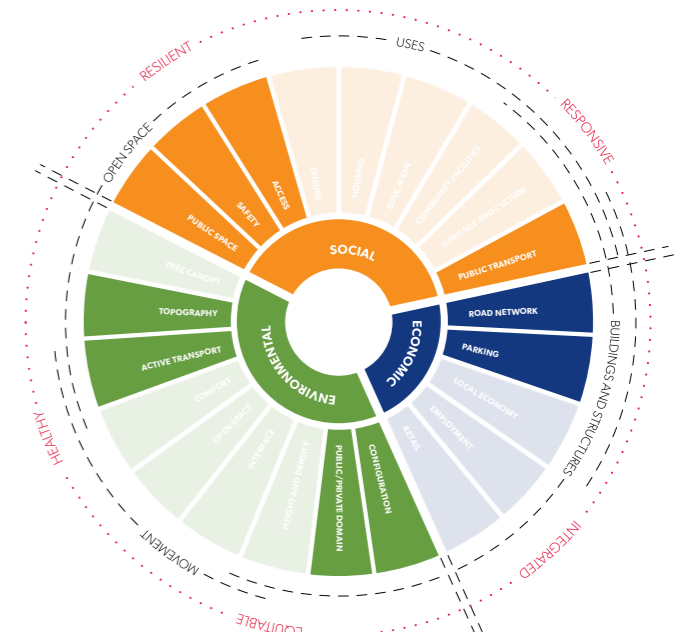 USES
RESILIENT
RESPONSIVE
OPEN SPACE
ACCESS
SAFETY
PUBLIC SPACE
LEISURE
HOUSING
EDUCATION
COMMUNITY FACILITIES
HERITAGE AND CULTURE
PUBLIC TRANSPORT
SOCIAL
TREE CANOPY
TOPOGRAPHY
ACTIVE TRANSPORT
COMFORT
OPEN SPACE
INTERFACE
HEIGHT AND DENSITY
PUBLIC/PRIVATE DOMAIN
CONFIGURATION
ENVIRONMENTAL
ECONOMIC
ROAD NETWORK
PARKING
LOCAL ECONOMY
EMPLOYMENT
RETAIL
BUILDINGS AND STRUCTURES
HEALTHY
MOVEMENT
INTEGRATED
EQUITABLE